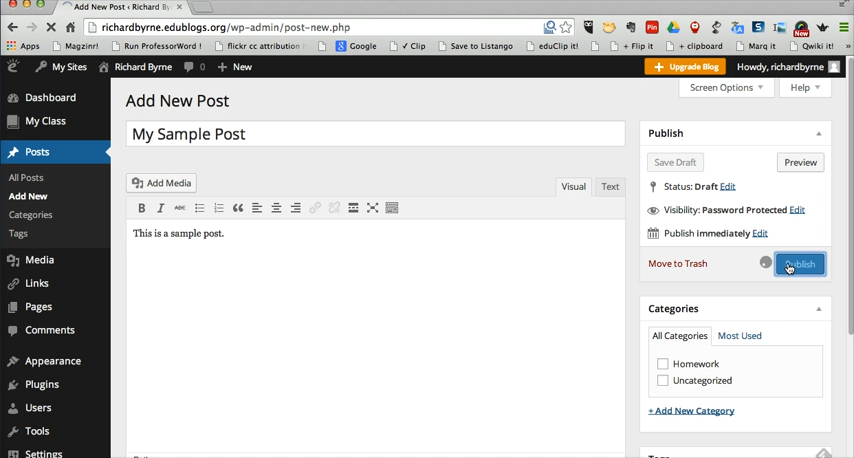 Add New Post ‹ Richard By
richardbyrne.edublogs.org/wp-admin/post-new.php
Apps Magzinr! Run ProfessorWord ! flickr cc attribution Google ✓ Clip Save to Listango eduClip it! + Flip it + clipboard Marq it Qwiki it! »
New
My Sites Richard Byrne 0 + New Upgrade Blog Howdy, richardbyrne
Screen Options Help
Dashboard
My Class
Posts
All Posts
Add New
Categories
Tags
Media
Links
Pages
Comments
Appearance
Plugins
Users
Tools
Settings
Add New Post
My Sample Post
Add Media
Visual Text
B I ABC
This is a sample post.
Publish
Save Draft Preview
Status: Draft Edit
Visibility: Password Protected Edit
Publish immediately Edit
Move to Trash Publish
Categories
All Categories Most Used
Homework
Uncategorized
+ Add New Category
Tags